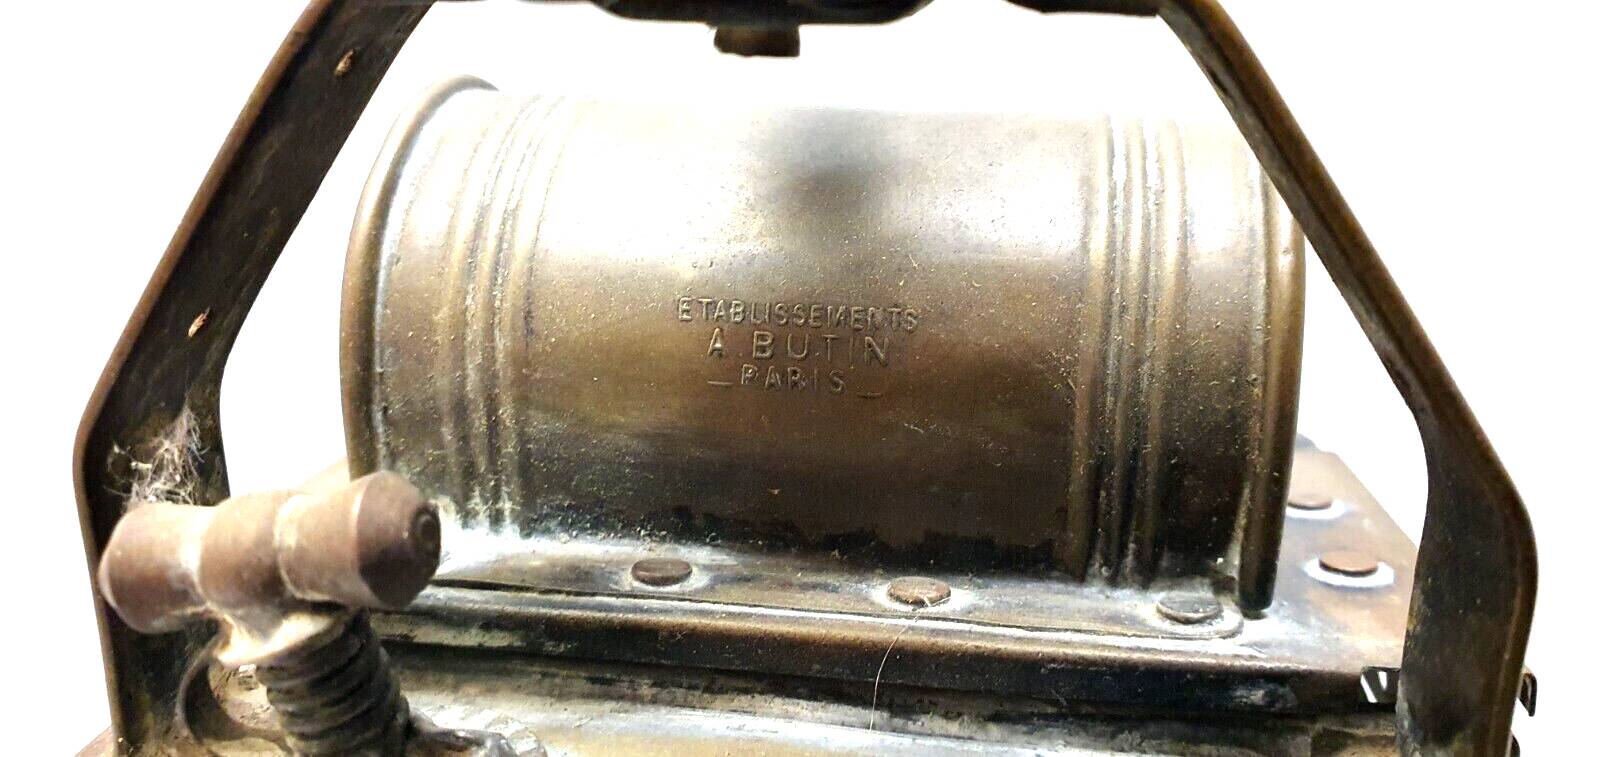 ETABLISSEMENTS
A. BUTIN
_ PARIS _